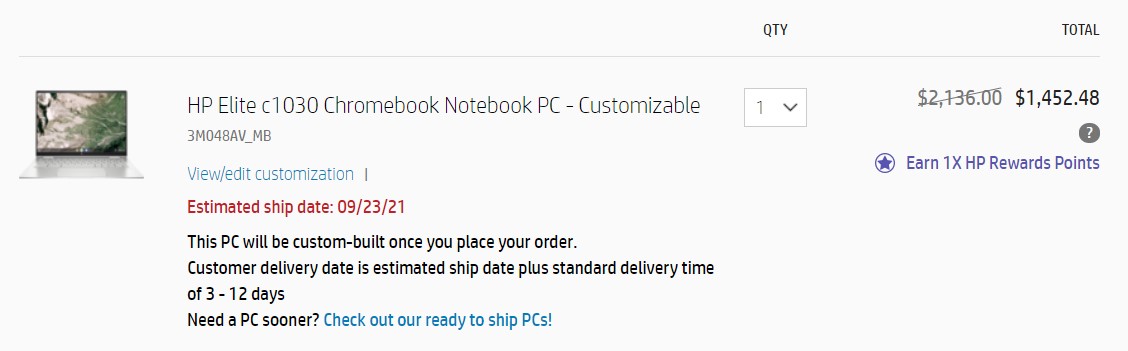 QTY TOTAL
HP Elite c1030 Chromebook Notebook PC - Customizable 1 $2,136.00 $1,452.48
3M048AV_MB ?
View/edit customization | Earn 1X HP Rewards Points
Estimated ship date: 09/23/21
This PC will be custom-built once you place your order.
Customer delivery date is estimated ship date plus standard delivery time
of 3 - 12 days
Need a PC sooner? Check out our ready to ship PCs!